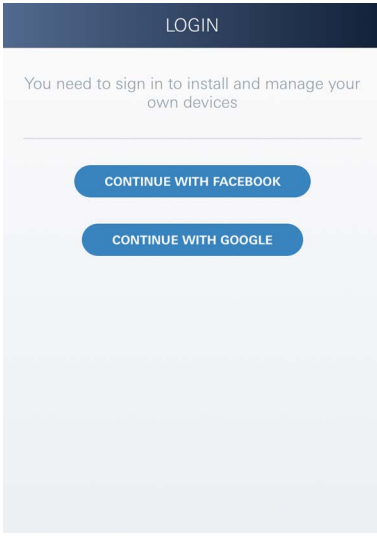 LOGIN
You need to sign in to install and manage your
own devices
CONTINUE WITH FACEBOOK
CONTINUE WITH GOOGLE